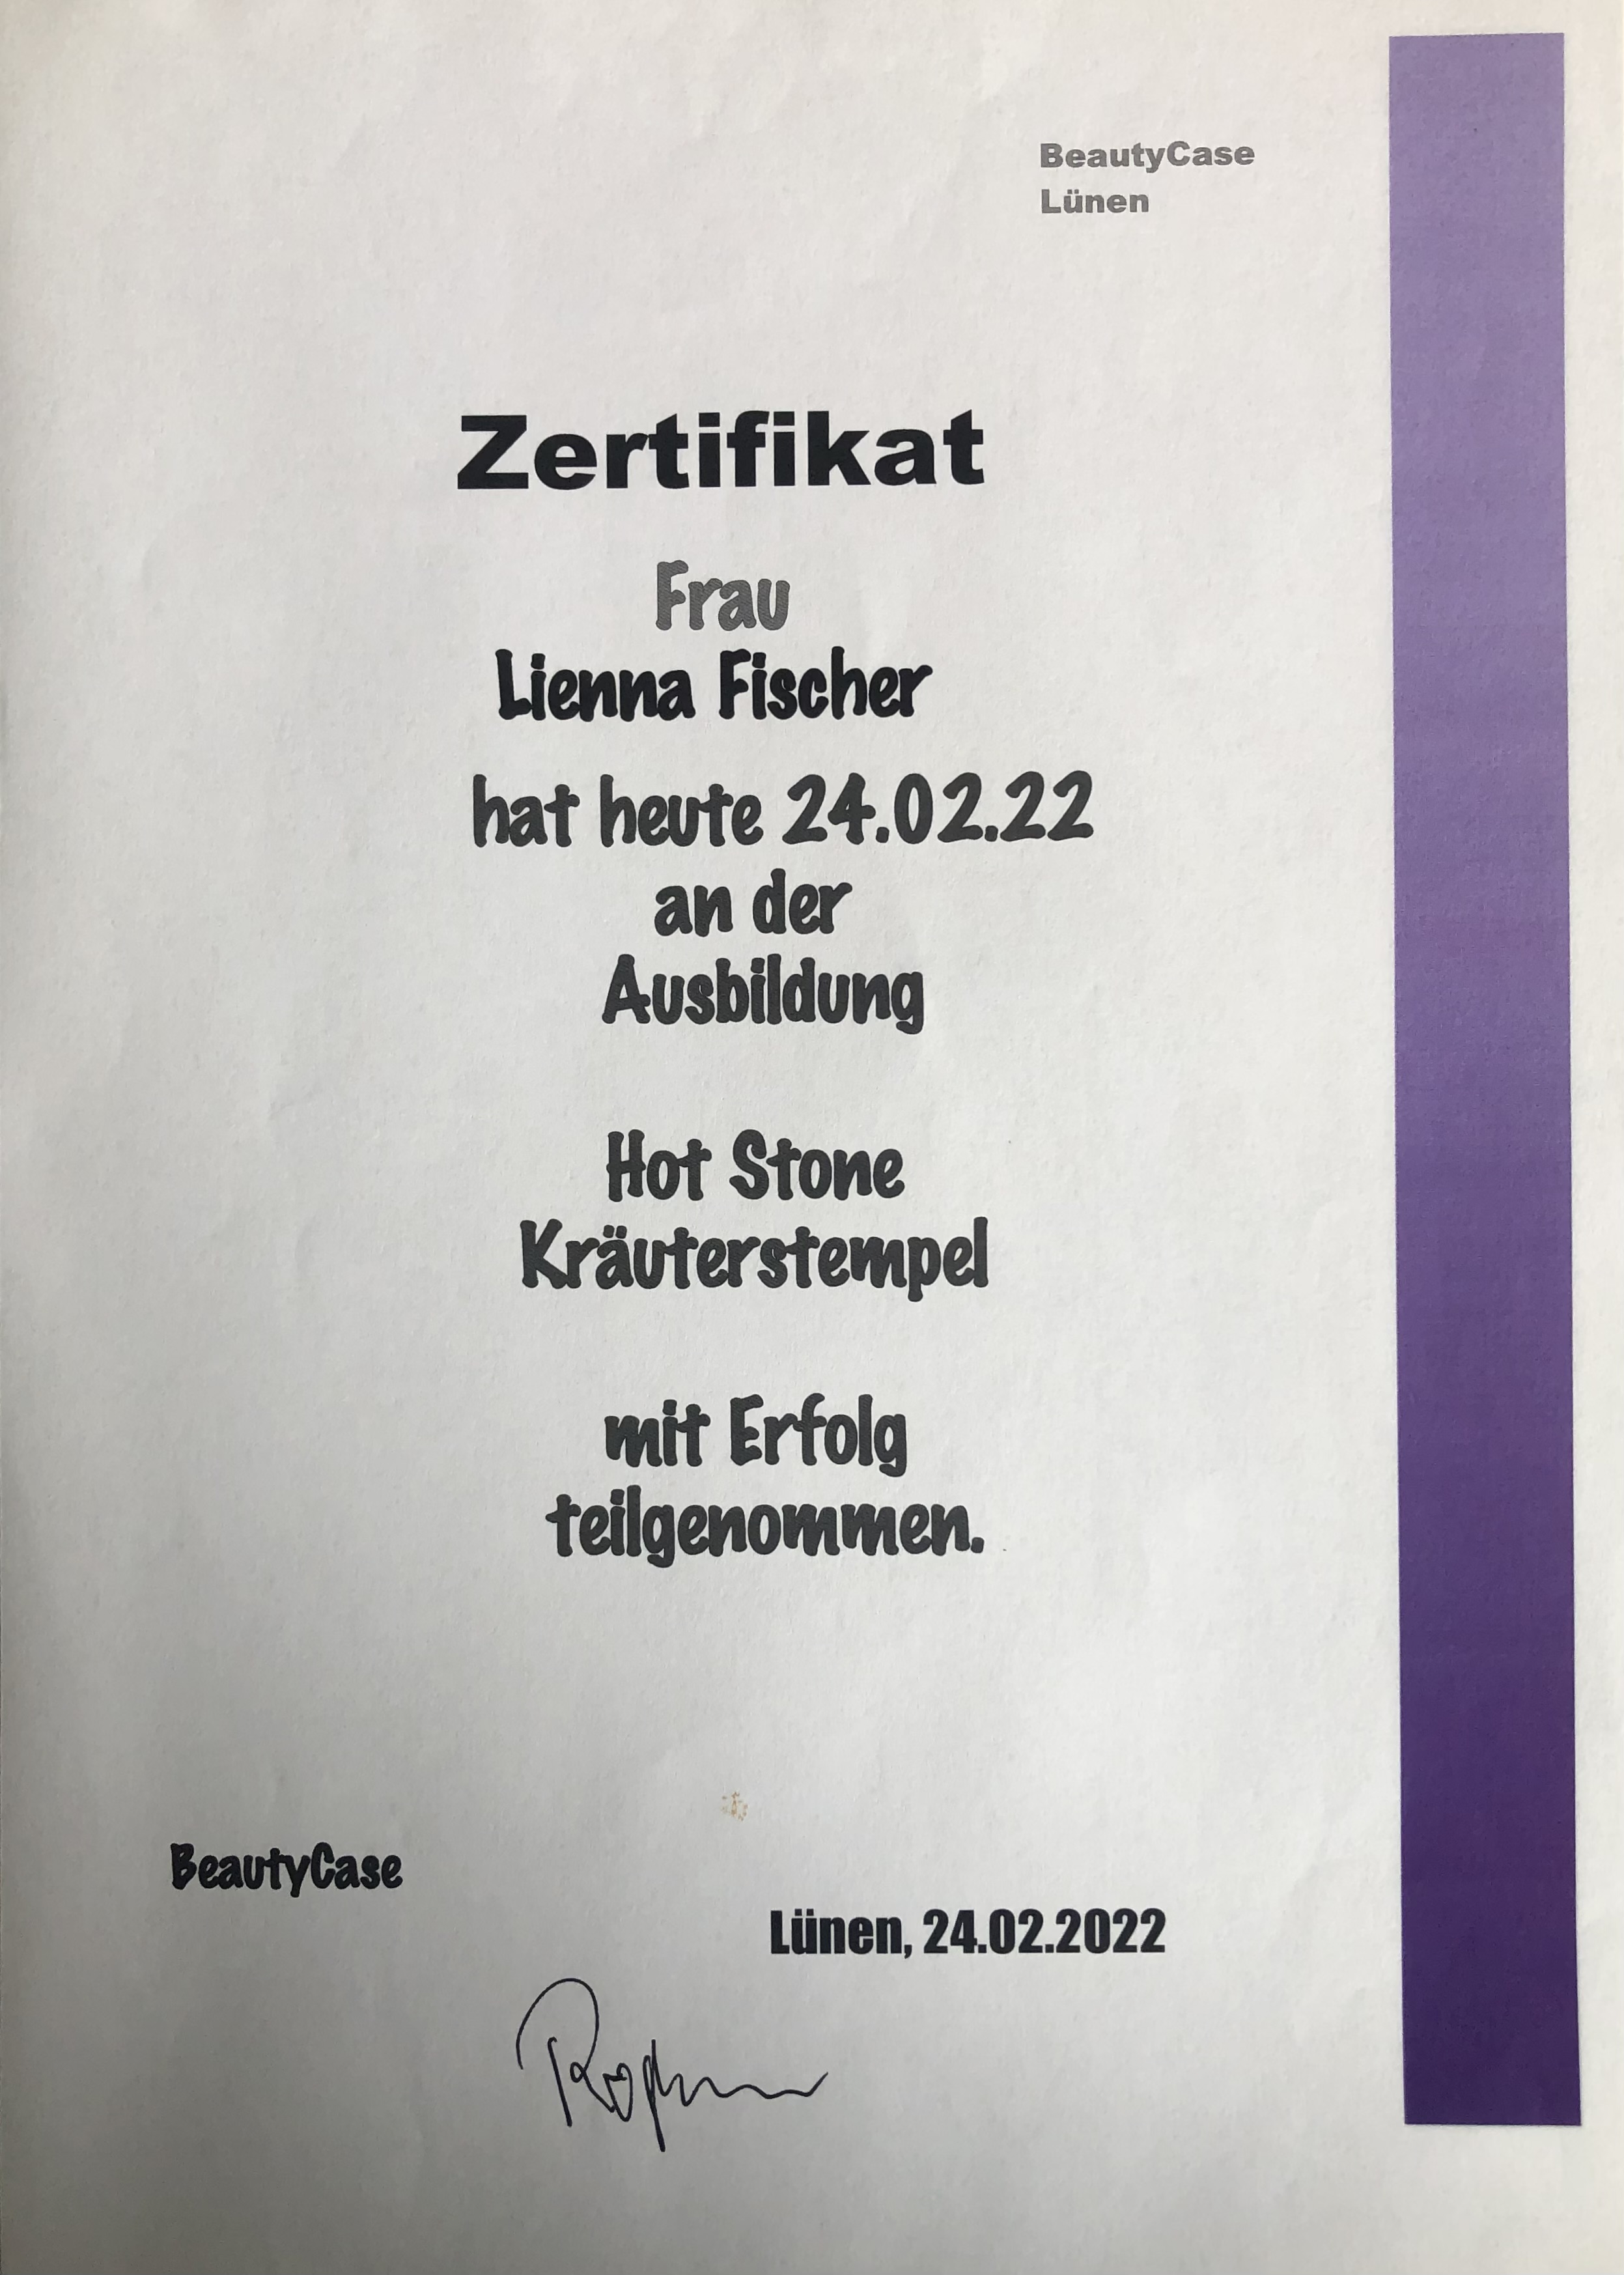 BeautyCase
Lünen
Zertifikat
Frau
Lienna Fischer
hat heute 24.02.22
an der
Ausbildung
Hot Stone
Kräuterstempel
mit Erfolg
teilgenommen.
BeautyCase
Lünen, 24.02.2022